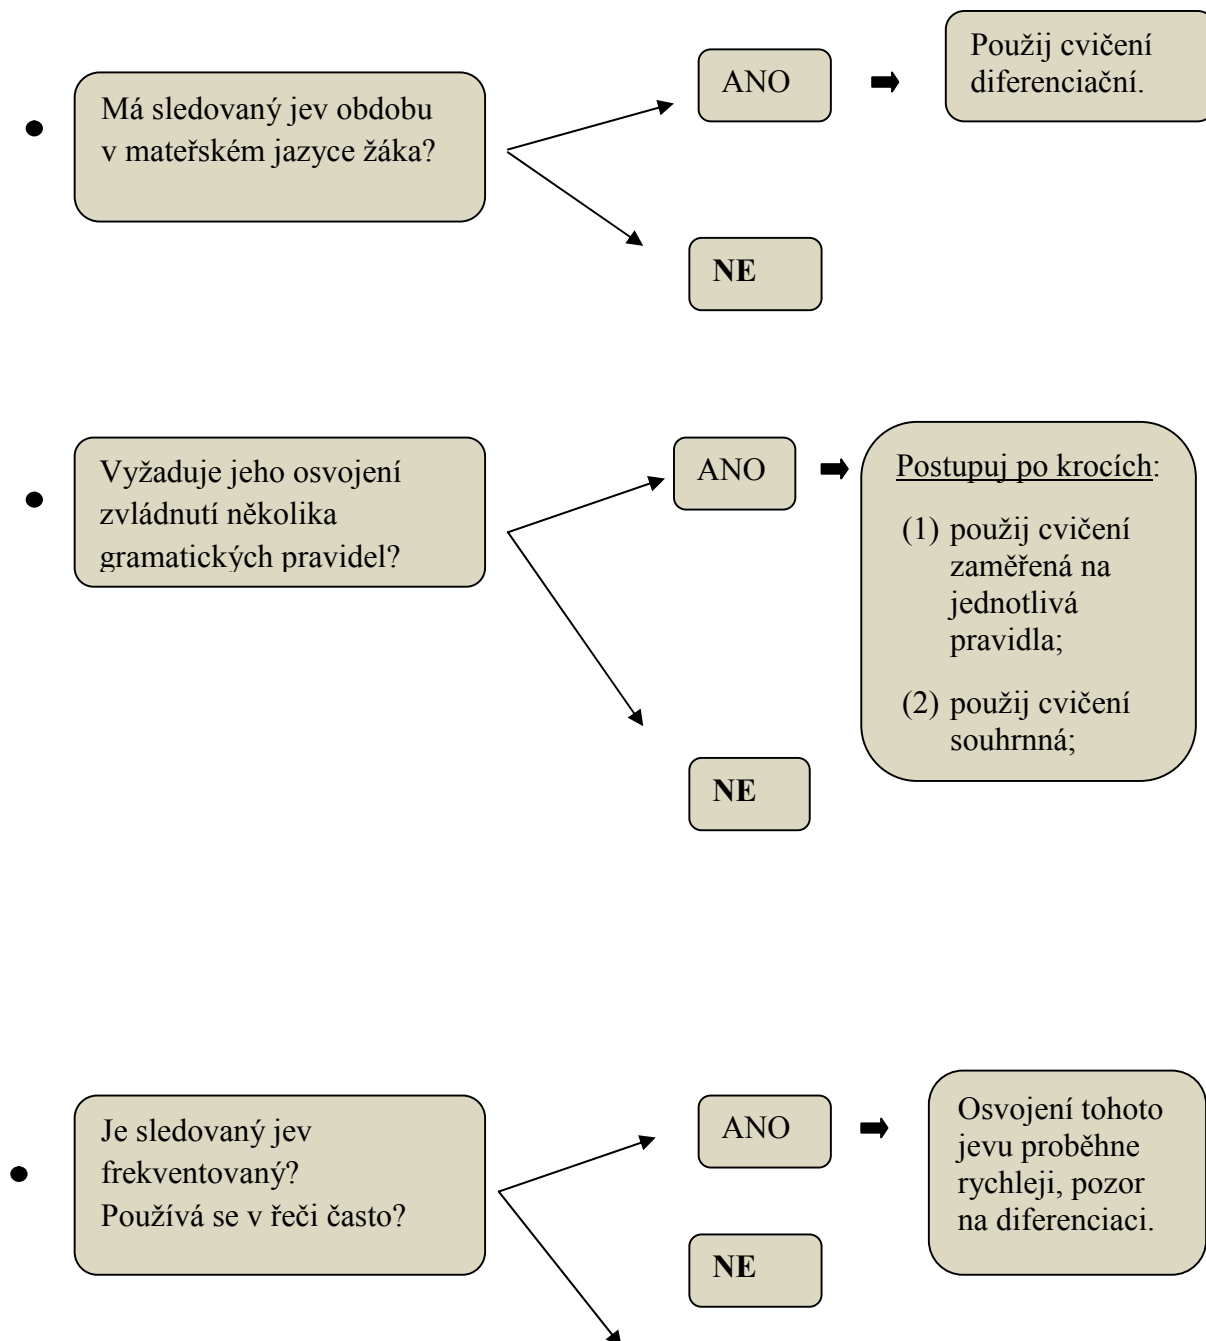 Má sledovaný jev obdobu
v mateřském jazyce žáka?
ANO
Použij cvičení
diferenciační.
NE
Vyžaduje jeho osvojení
zvládnutí několika
gramatických pravidel?
ANO
Postupuj po krocích:
(1) použij cvičení
zaměřená na
jednotlivá
pravidla;
(2) použij cvičení
souhrnná;
NE
Je sledovaný jev
frekventovaný?
Používá se v řeči často?
ANO
Osvojení tohoto
jevu proběhne
rychleji, pozor
na diferenciaci.
NE